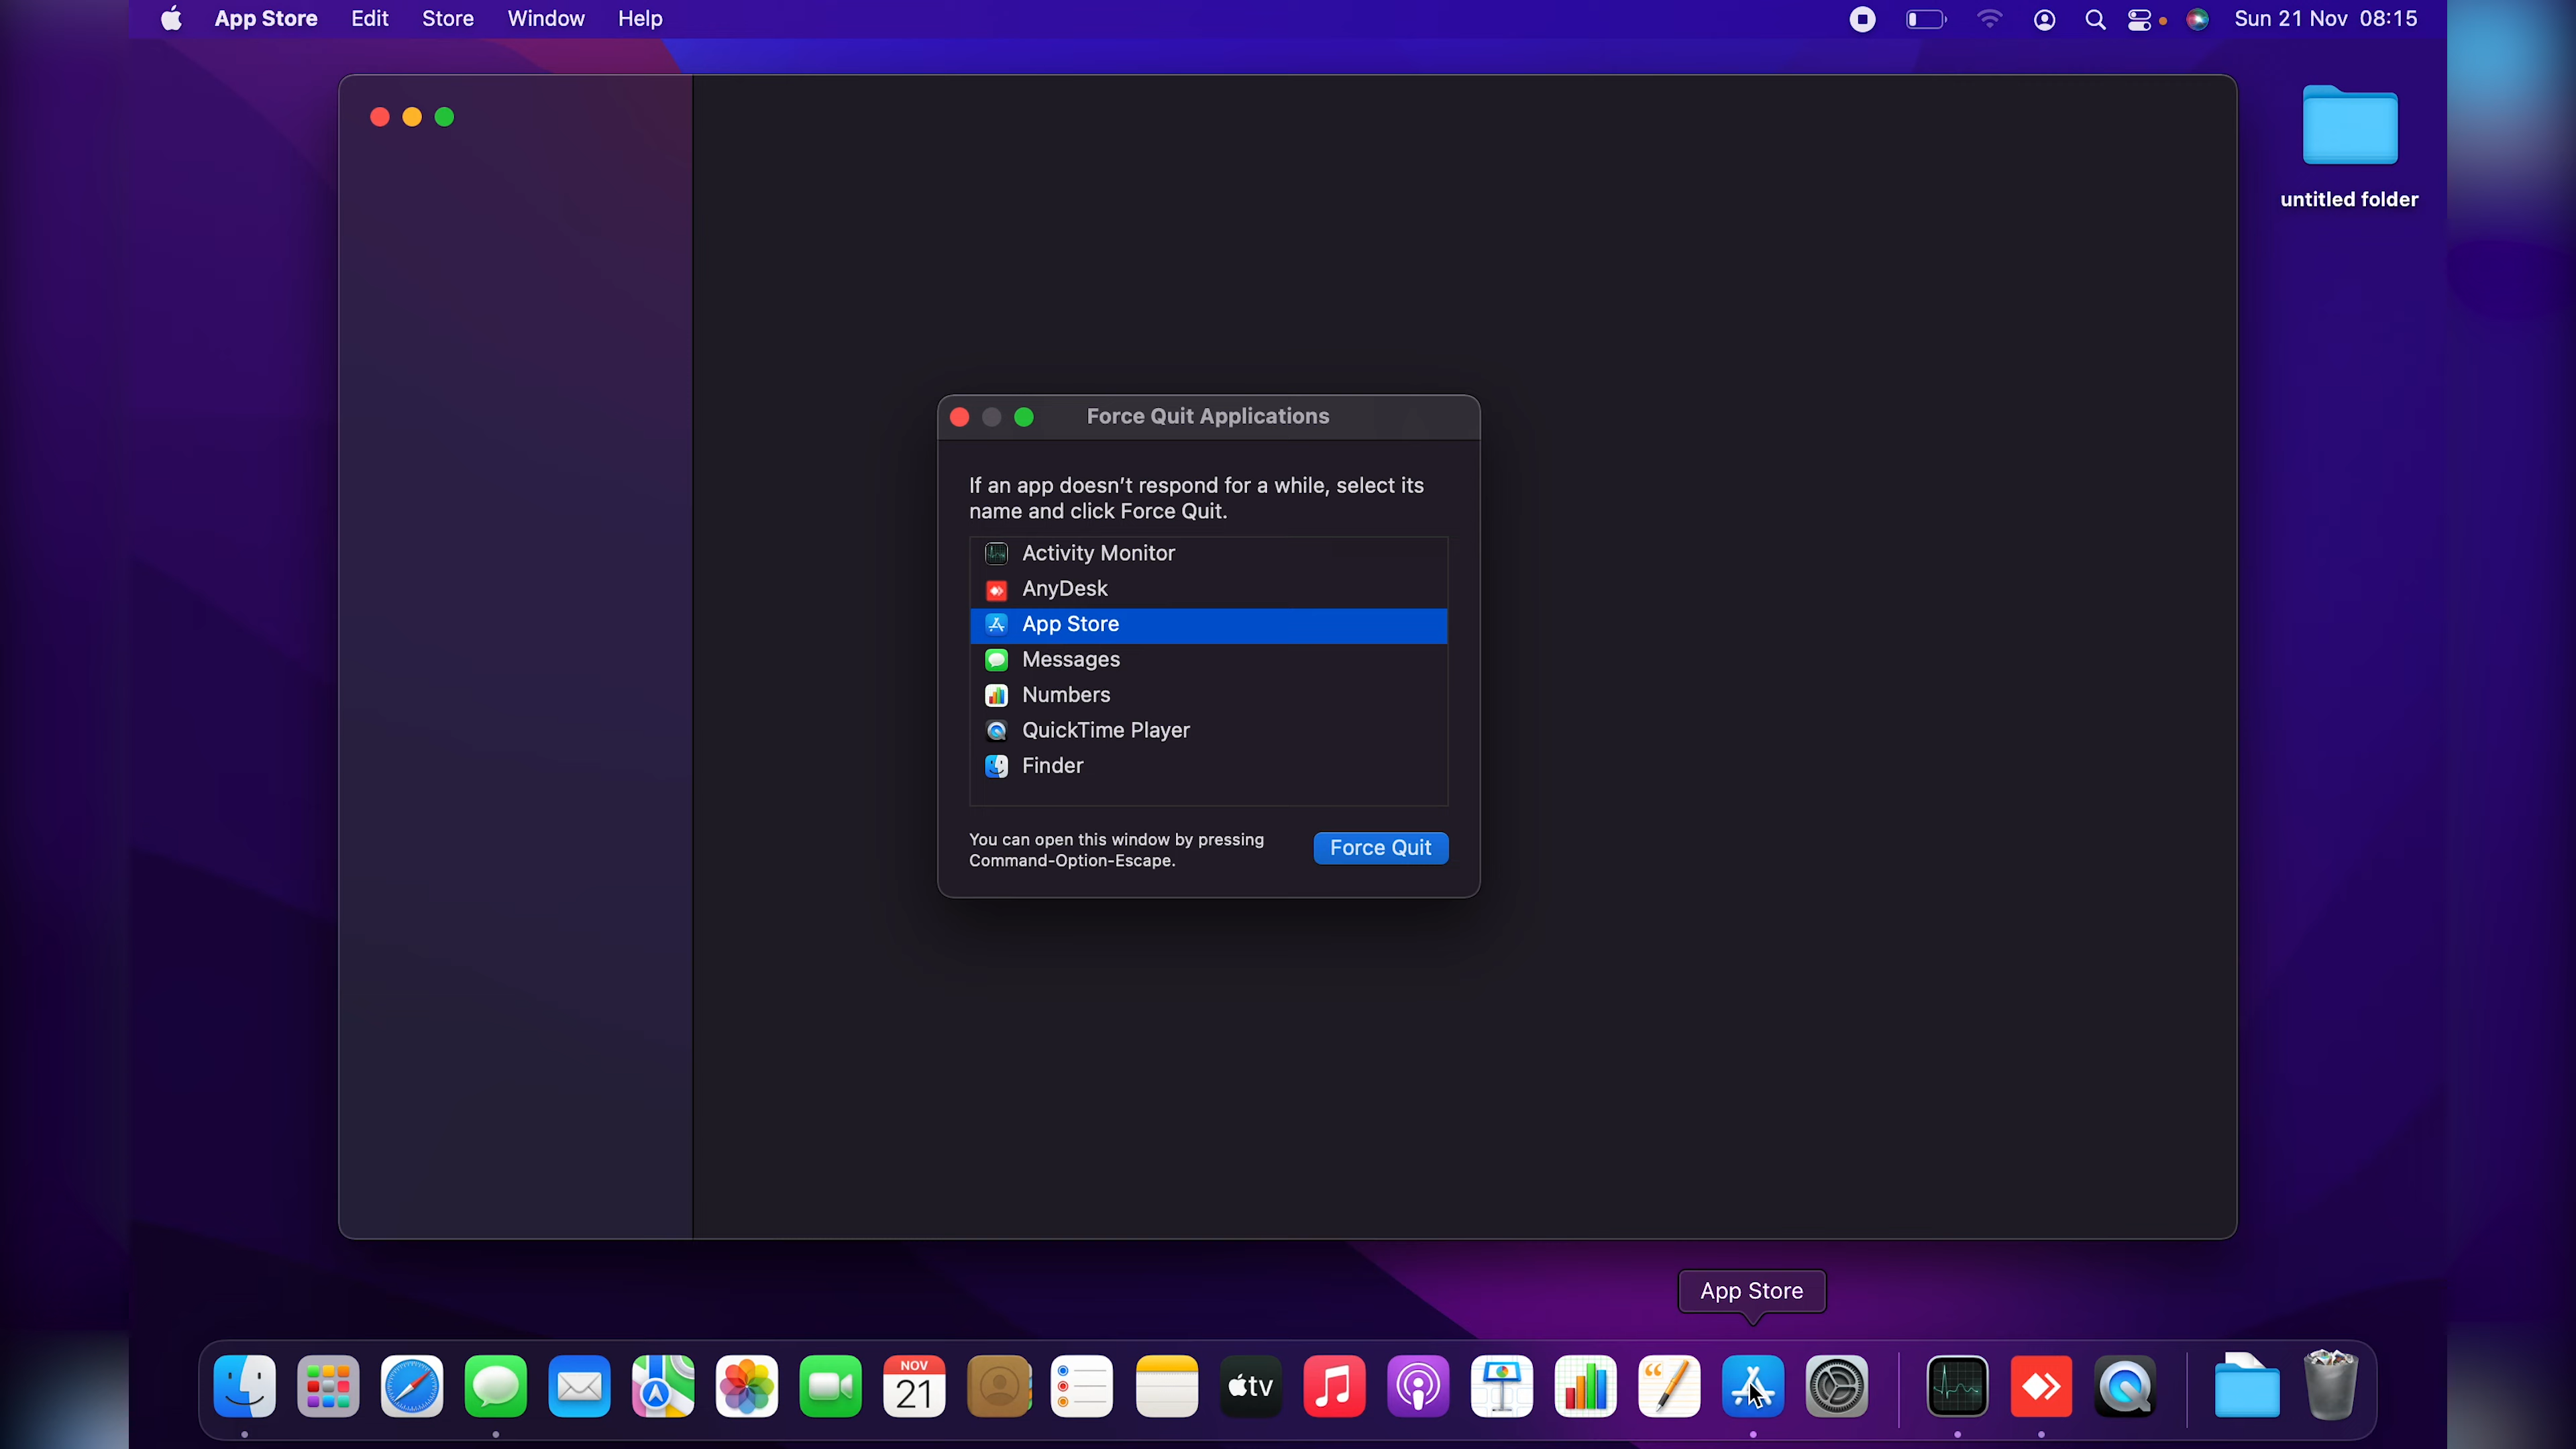 App Store Edit Store Window Help Sun 21 Nov 08:15
untitled folder
Force Quit Applications
If an app doesn't respond for a while, select its
name and click Force Quit.
Activity Monitor
AnyDesk
App Store
Messages
Numbers
QuickTime Player
Finder
You can open this window by pressing
Command-Option-Escape.
Force Quit
App Store
NOV
21
tv